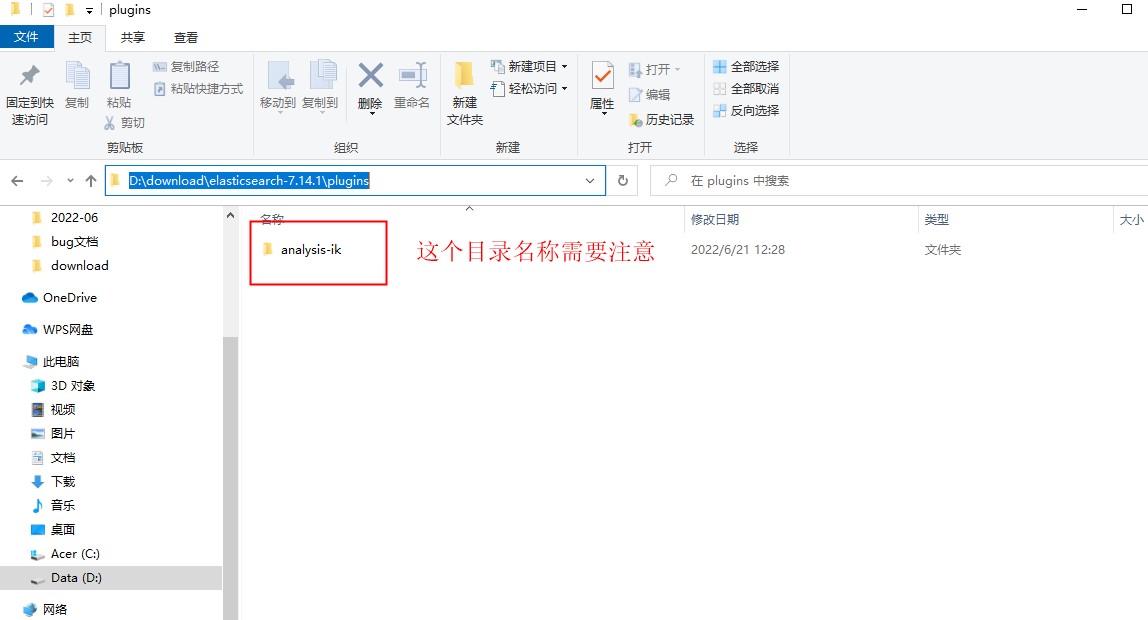 plugins
文件 主页 共享 查看
固定到快速访问
复制
粘贴
复制路径
粘贴快捷方式
剪切
剪贴板
移动到
复制到
删除
重命名
组织
新建文件夹
新建项目
轻松访问
新建
属性
打开
编辑
历史记录
打开
全部选择
全部取消
反向选择
选择
D:\download\elasticsearch-7.14.1\plugins
在 plugins 中搜索
2022-06
bug文档
download
OneDrive
WPS网盘
此电脑
3D 对象
视频
图片
文档
下载
音乐
桌面
Acer (C:)
Data (D:)
网络
名称 修改日期 类型 大小
analysis-ik 这个目录名称需要注意 2022/6/21 12:28 文件夹